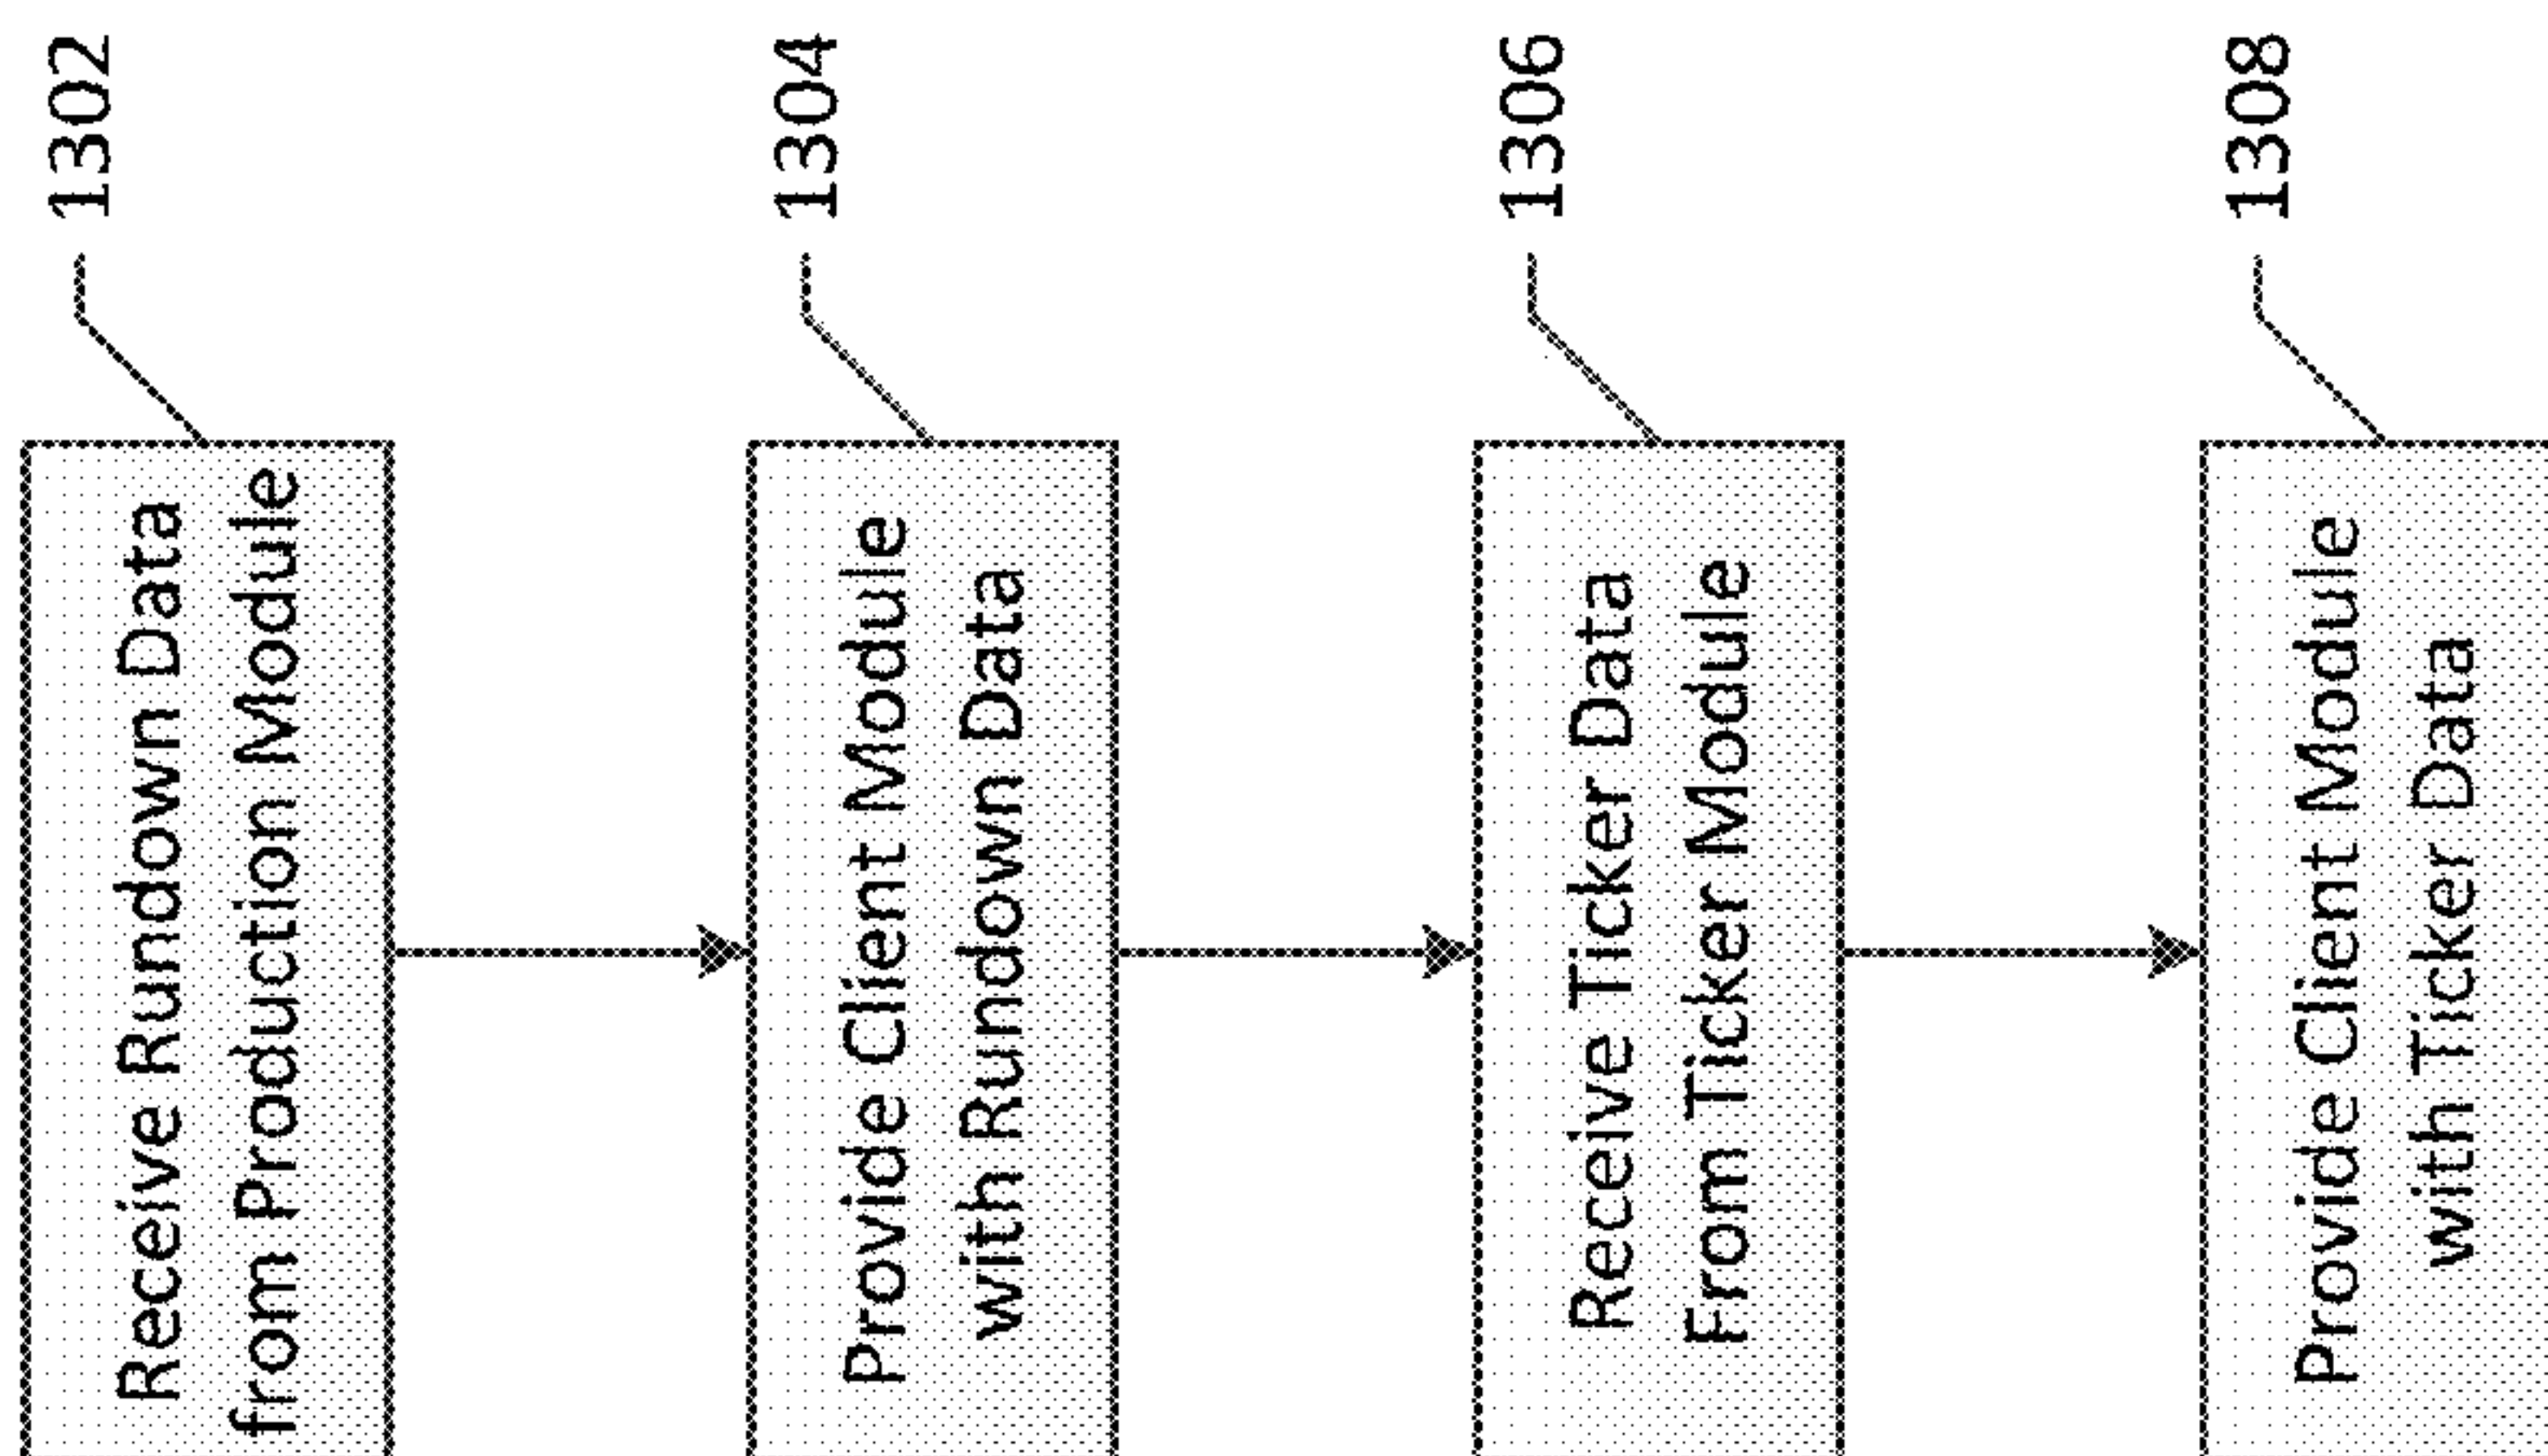 Receive Rundown Data
from Production Module
1302
Provide Client Module
with Rundown Data
1304
Receive Ticker Data
From Ticker Module
1306
Provide Client Module
with Ticker Data
1308